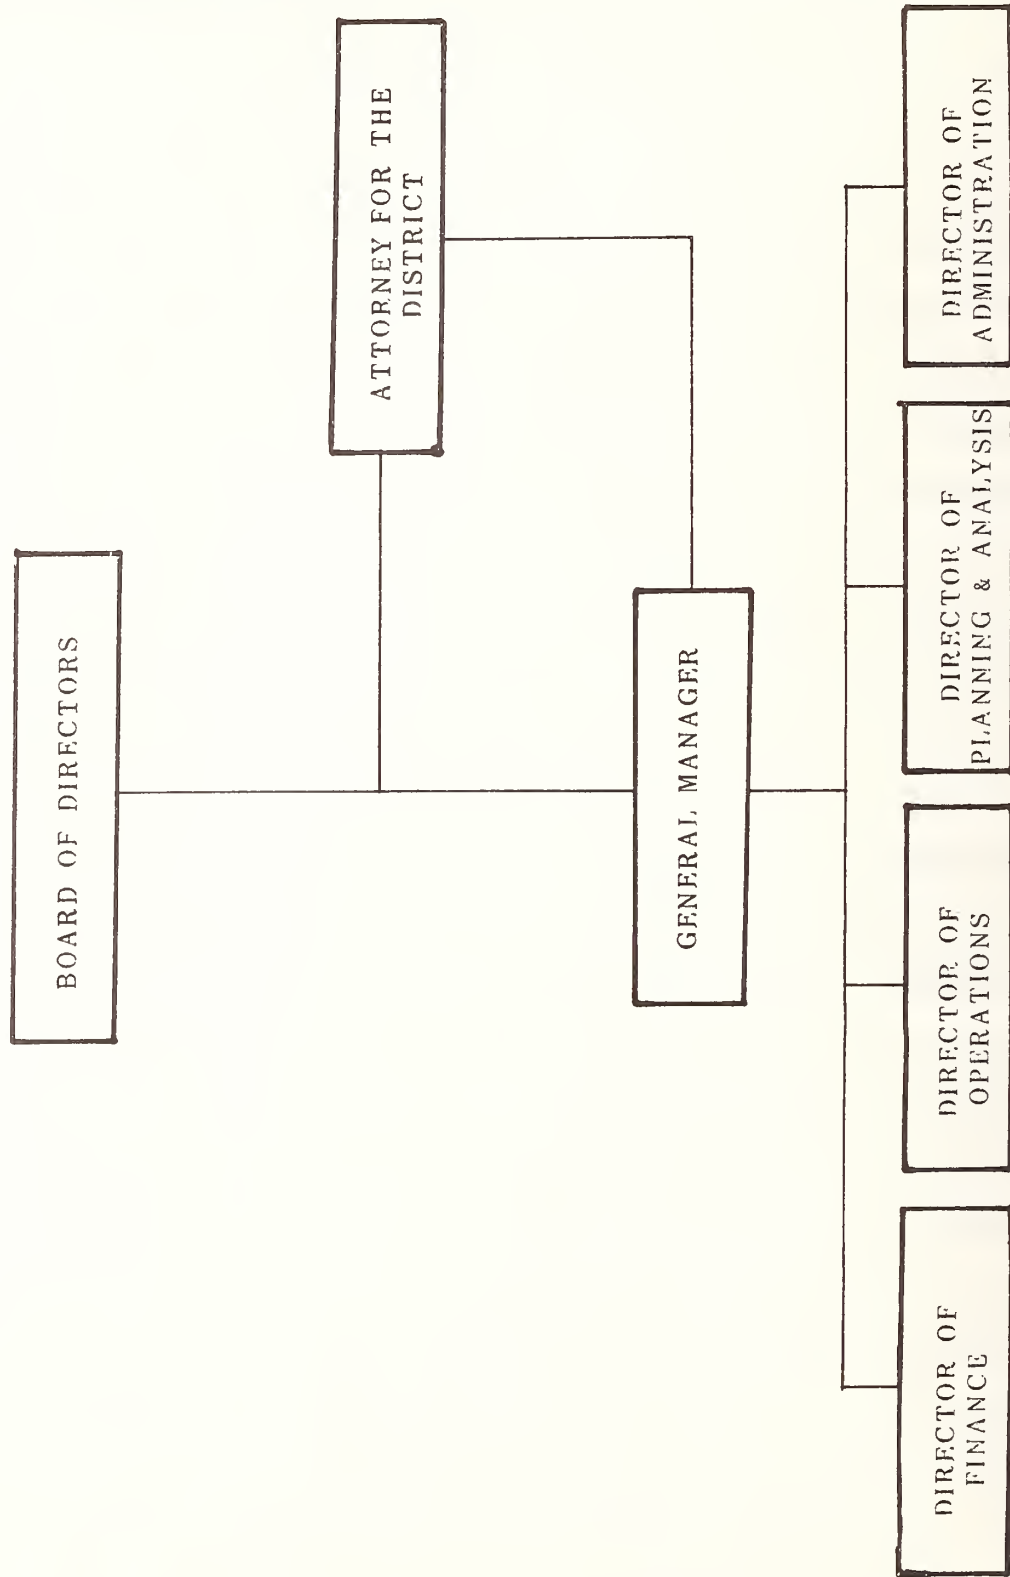 BOARD OF DIRECTORS
ATTORNEY FOR THE
DISTRICT
GENERAL MANAGER
DIRECTOR OF
FINANCE
DIRECTOR OF
OPERATIONS
DIRECTOR OF
PLANNING & ANALYSIS
DIRECTOR OF
ADMINISTRATION